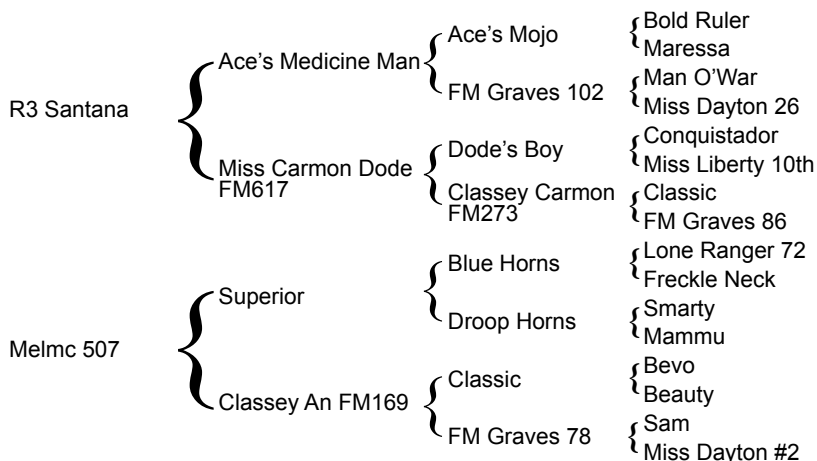 R3 Santana
Ace's Medicine Man
Ace's Mojo
Bold Ruler
Maressa
FM Graves 102
Man O'War
Miss Dayton 26
Miss Carmon Dode
FM617
Dode's Boy
Conquistador
Miss Liberty 10th
Classey Carmon
FM273
Classic
FM Graves 86
Melmc 507
Superior
Blue Horns
Lone Ranger 72
Freckle Neck
Droop Horns
Smarty
Mammu
Classey An FM169
Classic
Bevo
Beauty
FM Graves 78
Sam
Miss Dayton #2